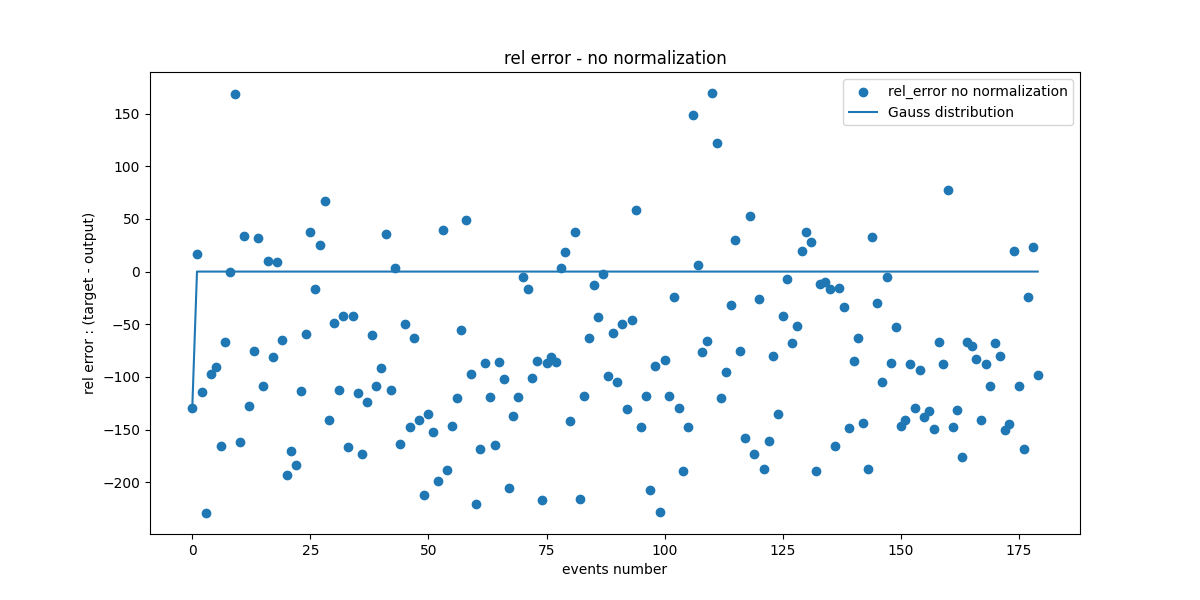 rel error - no normalization
rel_error no normalization
Gauss distribution
rel error : (target - output)
150
100
50
0
−50
−100
−150
−200
0 25 50 75 100 125 150 175
events number